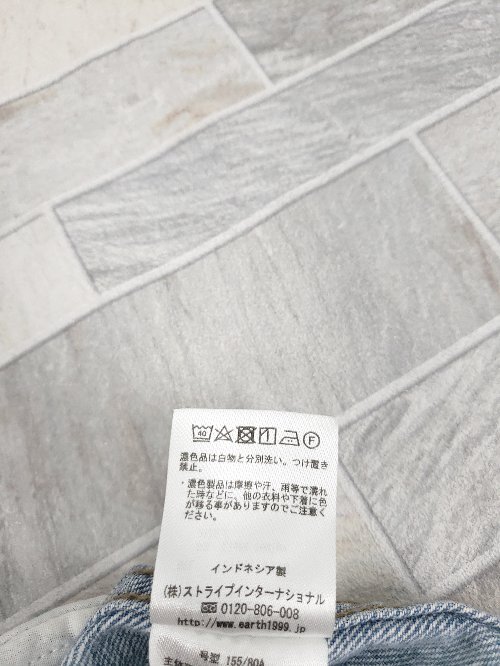 40 F
濃色品は白物と分別洗い。つけ置き
禁止。
・濃色製品は摩擦や汗、雨等で濡れ
た時などに、他の衣料や下着に色
が移る事がありますのでご注意く
ださい。
インドネシア製
(株)ストライプインターナショナル
0120-806-008
http://www.earth1999.jp
号型 155/80A